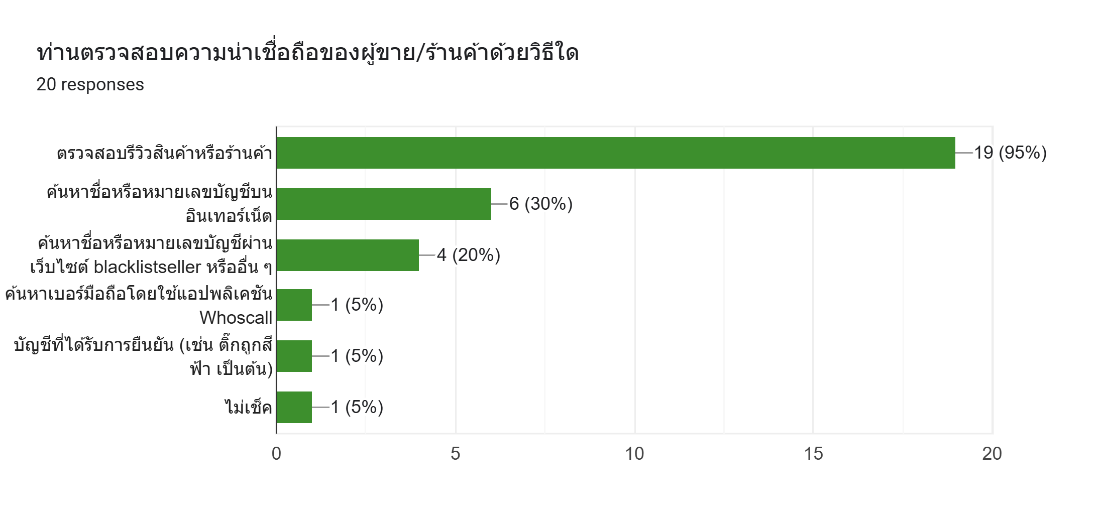 ท่านตรวจสอบความน่าเชื่อถือของผู้ขาย/ร้านค้าด้วยวิธีใด
20 responses
ตรวจสอบรีวิวสินค้าหรือร้านค้า
19 (95%)
ค้นหาชื่อหรือหมายเลขบัญชีบน
อินเทอร์เน็ต
6 (30%)
ค้นหาชื่อหรือหมายเลขบัญชีผ่าน
เว็บไซต์ blacklistseller หรืออื่น ๆ
4 (20%)
ค้นหาเบอร์มือถือโดยใช้แอปพลิเคชัน
Whoscall
1 (5%)
บัญชีที่ได้รับการยืนยัน (เช่น ติ๊กถูกสี
ฟ้า เป็นต้น)
1 (5%)
ไม่เช็ค
1 (5%)
0 5 10 15 20